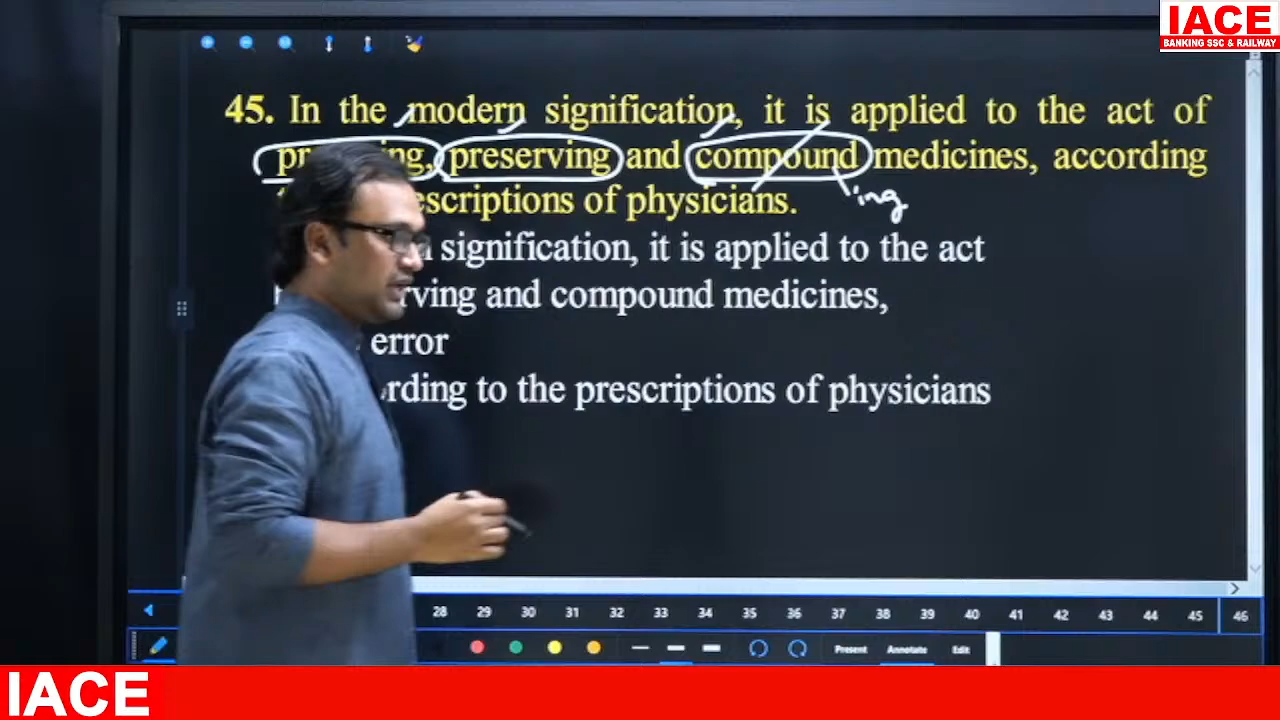 IACE
BANKING SSC & RAILWAY
45. In the modern signification, it is applied to the act of
preserving and compound medicines, according
of physicians.
signification, it is applied to the act
and compound medicines,
error
to the prescriptions of physicians
ing
28 29 30 31 32 33 34 35 36 37 38 39 40 41 42 43 44 45 46
Present Annotate Edit
IACE